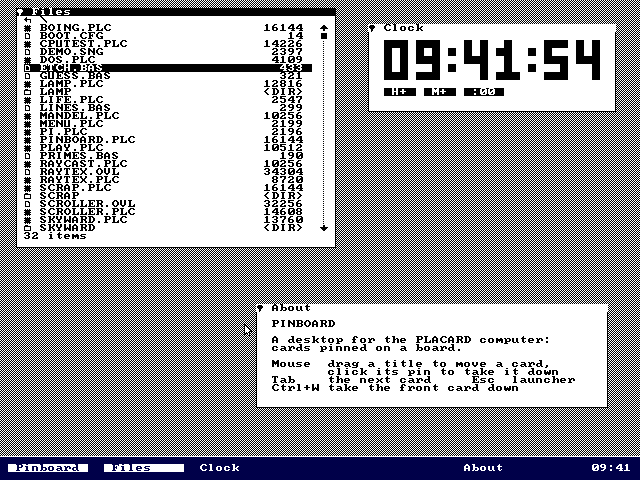 Files
BOING.PLC 16144
BOOT.CFG 14
CPUTEST.PLC 14226
DEMO.SNG 2397
DOS.PLC 4109
ETCH.BAS 433
GUESS.BAS 321
LAMP.PLC 12816
LAMP <DIR>
LIFE.PLC 2547
LINES.BAS 299
MANDEL.PLC 10256
MENU.PLC 2199
PI.PLC 2196
PINBOARD.PLC 16144
PLAY.PLC 10512
PRIMES.BAS 190
RAYCAST.PLC 10256
RAYTEX.OVL 34304
RAYTEX.PLC 8720
SCRAP.PLC 16144
SCRAP <DIR>
SCROLLER.OVL 32256
SCROLLER.PLC 14608
SKYWARD.PLC 13760
SKYWARD <DIR>
32 items
Clock
09:41:54
H+ M+ :00
About
PINBOARD
A desktop for the PLACARD computer:
cards pinned on a board.
Mouse drag a title to move a card,
click its pin to take it down
Tab the next card Esc launcher
Ctrl+W take the front card down
Pinboard Files Clock About 09:41